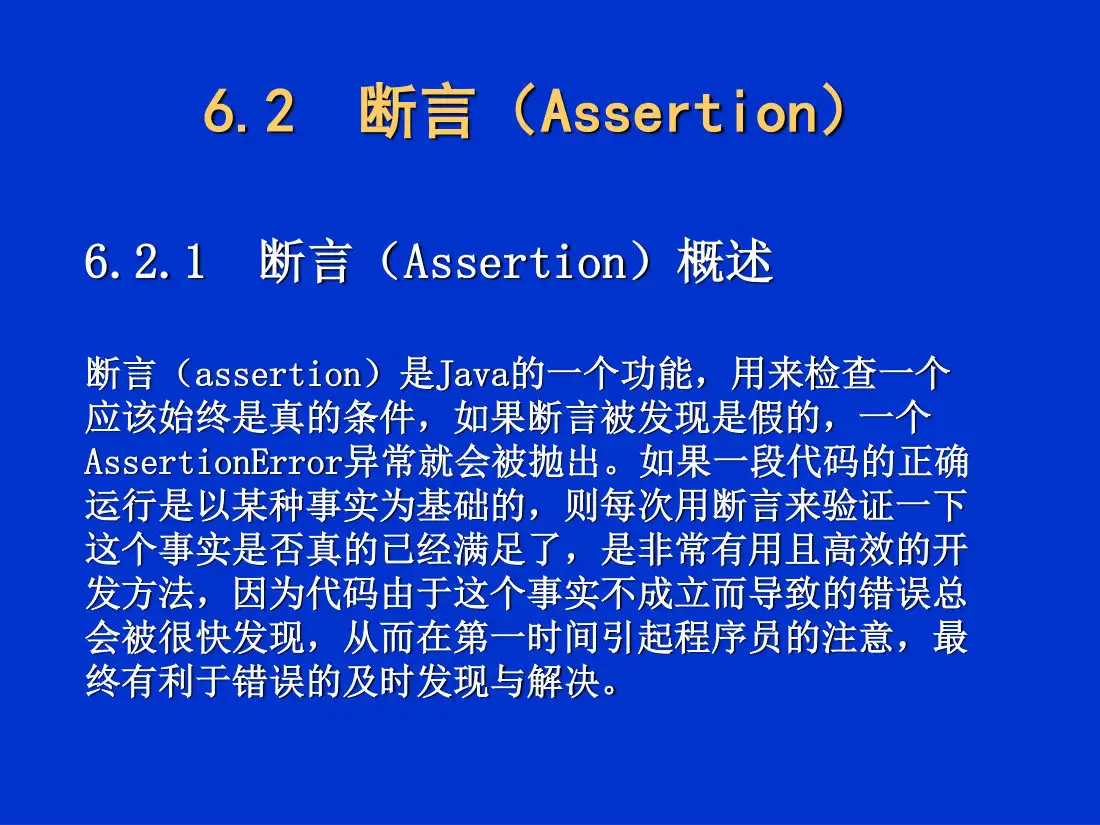 6.2 断言（Assertion）
6.2.1 断言（Assertion）概述
断言（assertion）是Java的一个功能，用来检查一个
应该始终是真的条件，如果断言被发现是假的，一个
AssertionError异常就会被抛出。如果一段代码的正确
运行是以某种事实为基础的，则每次用断言来验证一下
这个事实是否真的已经满足了，是非常有用且高效的开
发方法，因为代码由于这个事实不成立而导致的错误总
会被很快发现，从而在第一时间引起程序员的注意，最
终有利于错误的及时发现与解决。